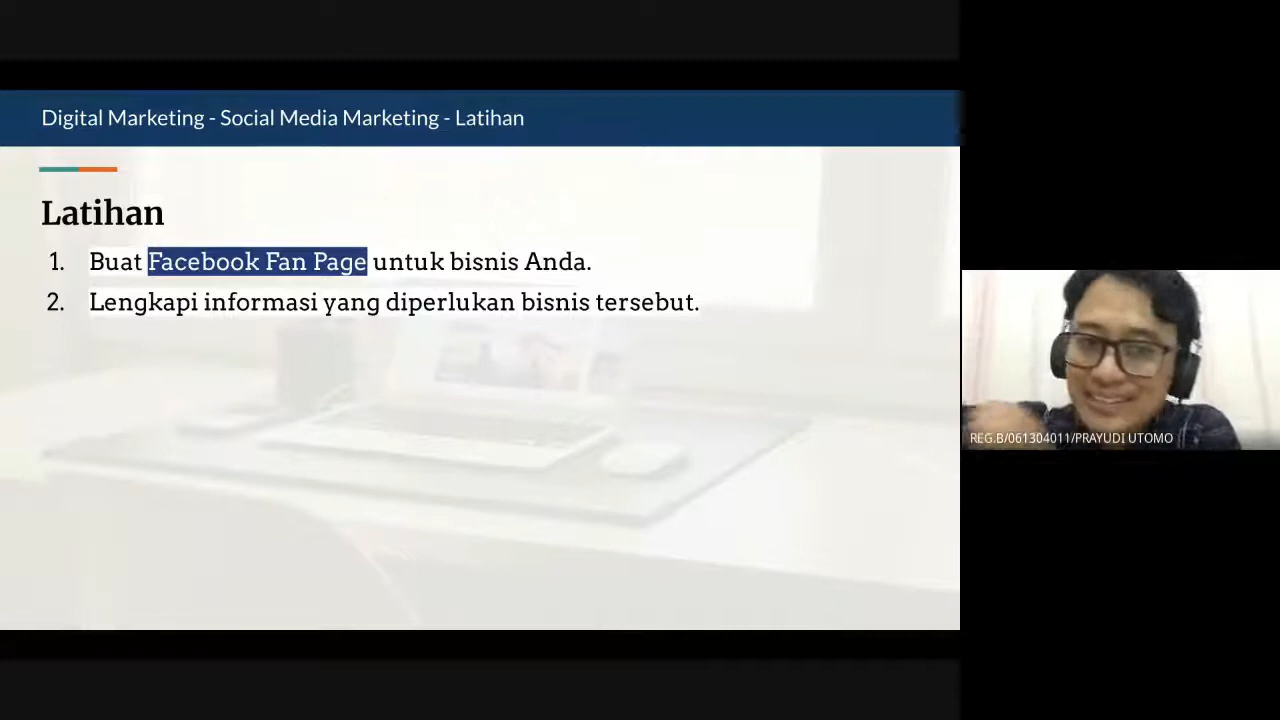 Digital Marketing - Social Media Marketing - Latihan
Latihan
1. Buat Facebook Fan Page untuk bisnis Anda.
2. Lengkapi informasi yang diperlukan bisnis tersebut.
REG.B/061304011/PRAYUDI UTOMO